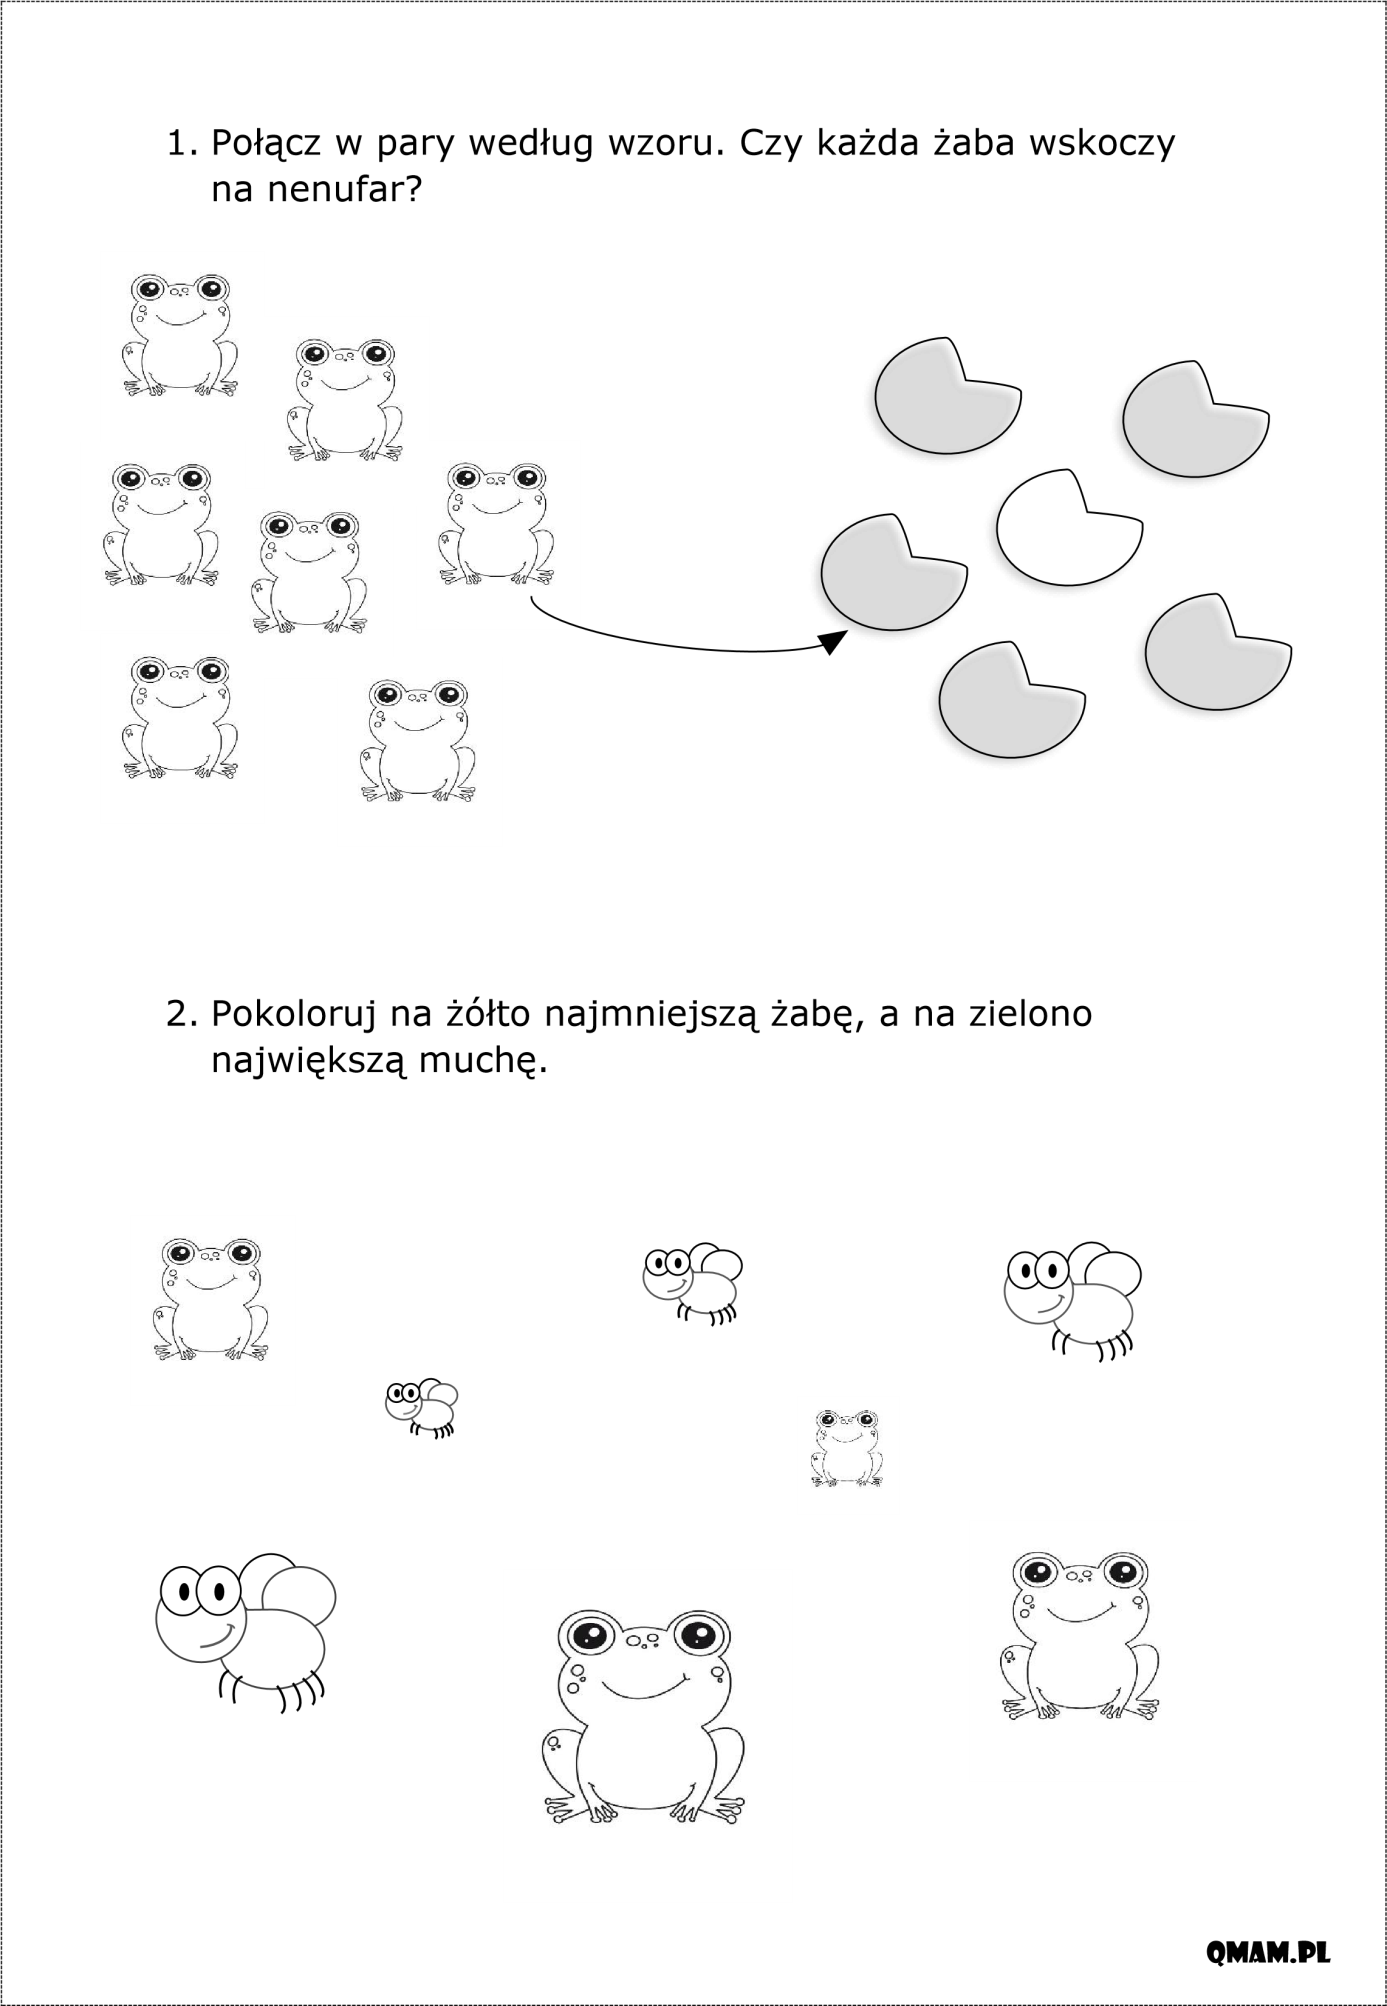 1. Połącz w pary według wzoru. Czy każda żaba wskoczy
na nenufar?
2. Pokoloruj na żółto najmniejszą żabę, a na zielono
największą muchę.
QMAM.PL